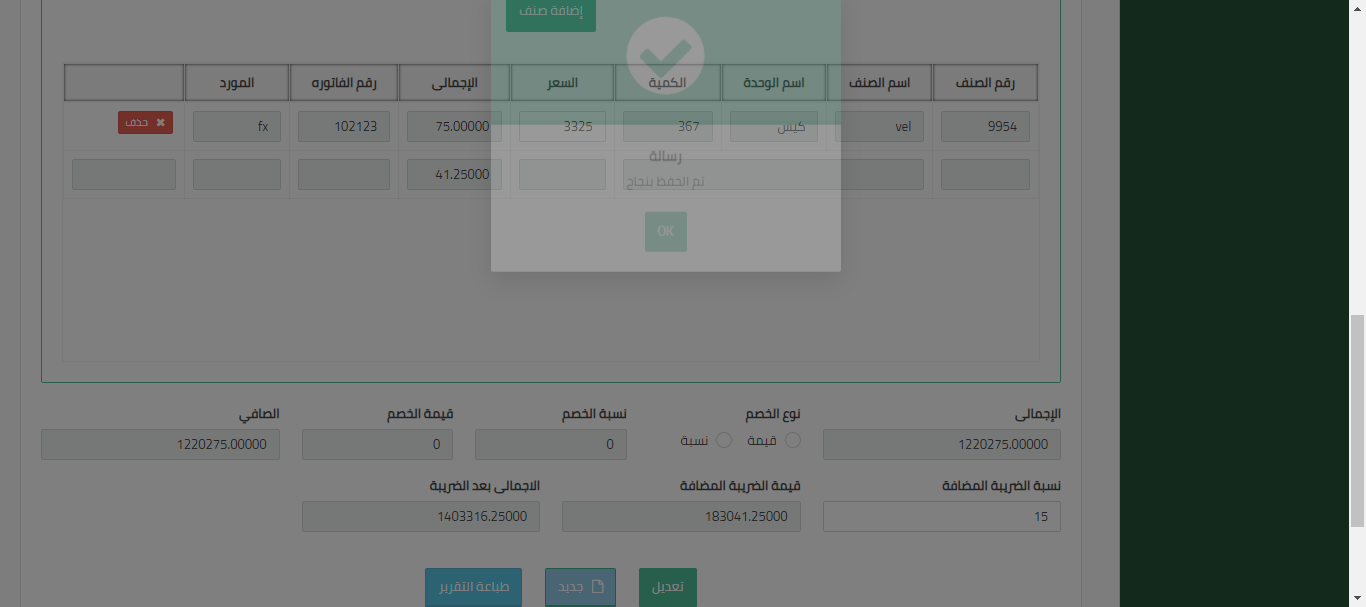 إضافة صنف
رقم الصنف اسم الصنف اسم الوحدة الكمية السعر الإجمالى رقم الفاتوره المورد
9954 vel كيس 367 3325 75.00000 102123 fx حذف
41.25000
رسالة
تم الحفظ بنجاح
OK
الإجمالى نوع الخصم نسبة الخصم قيمة الخصم الصافي
1220275.00000 قيمة نسبة 0 0 1220275.00000
نسبة الضريبة المضافة قيمة الضريبة المضافة الاجمالى بعد الضريبة
15 183041.25000 1403316.25000
تعديل جديد طباعة التقرير